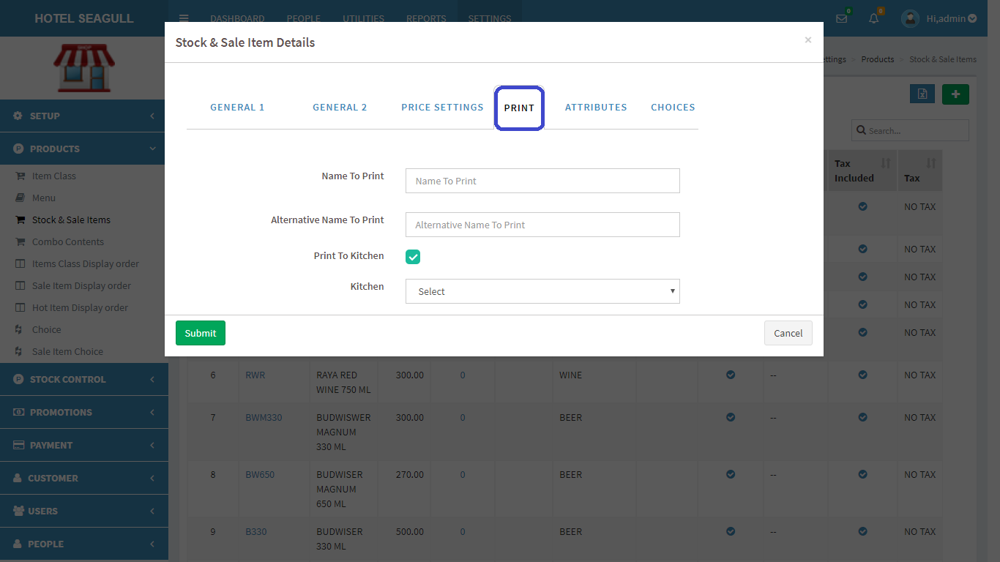 HOTEL SEAGULL
DASHBOARD PEOPLE UTILITIES REPORTS SETTINGS
0 0 Hi,admin
SHOP
Stock & Sale Item Details ×
ettings > Products > Stock & Sale Items
GENERAL 1 GENERAL 2 PRICE SETTINGS PRINT ATTRIBUTES CHOICES
Search...
Name To Print Name To Print
Alternative Name To Print Alternative Name To Print
Print To Kitchen
Kitchen Select
Submit Cancel
SETUP
PRODUCTS
Item Class
Menu
Stock & Sale Items
Combo Contents
Items Class Display order
Sale Item Display order
Hot Item Display order
Choice
Sale Item Choice
STOCK CONTROL
PROMOTIONS
PAYMENT
CUSTOMER
USERS
PEOPLE
Tax
Included Tax
NO TAX
NO TAX
NO TAX
NO TAX
NO TAX
6 RWR RAYA RED 300.00 0 WINE -- NO TAX
WINE 750 ML
7 BWM330 BUDWISWER 300.00 0 BEER -- NO TAX
MAGNUM
330 ML
8 BW650 BUDWISER 270.00 0 BEER -- NO TAX
MAGNUM
650 ML
9 B330 BUDWISER 500.00 0 BEER -- NO TAX
330 ML